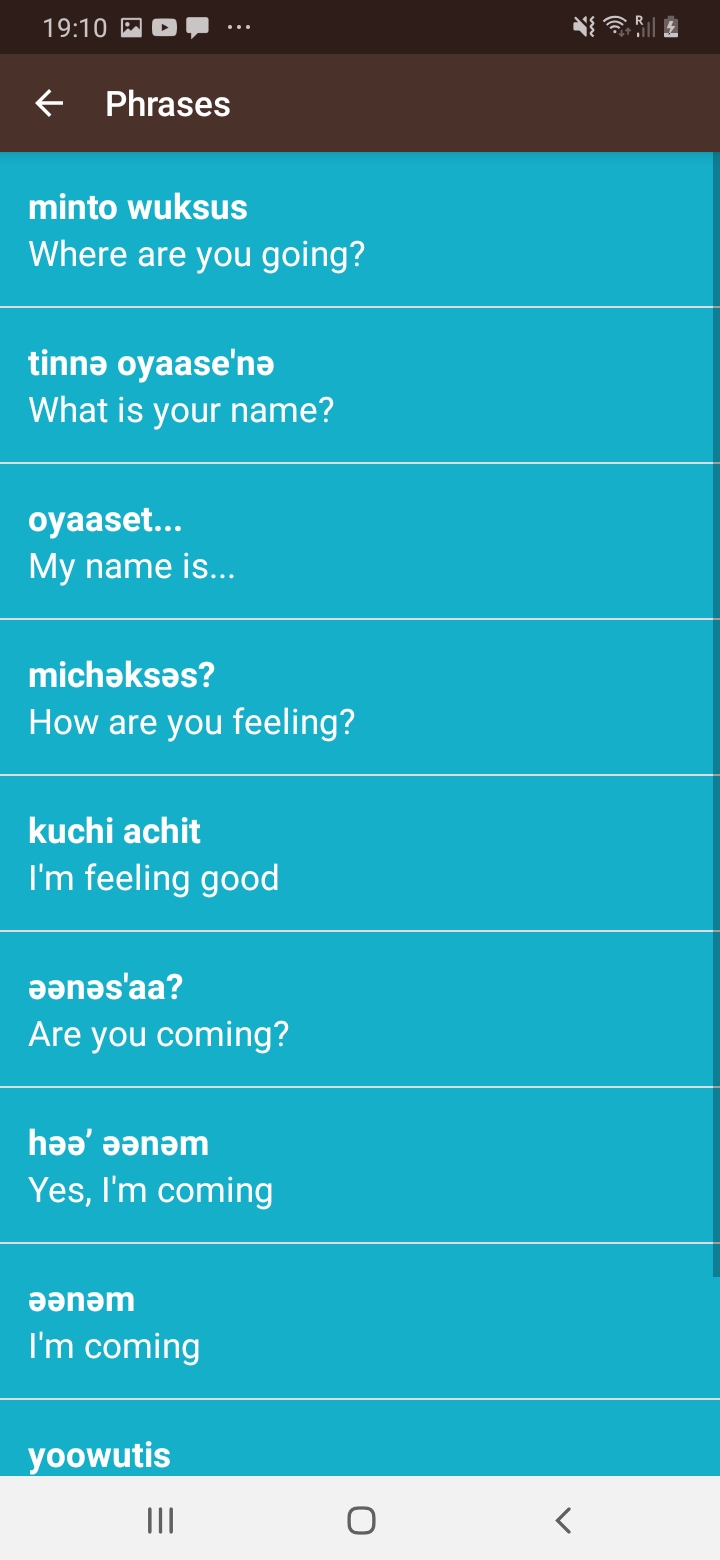 19:10
Phrases
minto wuksus
Where are you going?
tinnə oyaase'nə
What is your name?
oyaaset...
My name is...
michəksəs?
How are you feeling?
kuchi achit
I'm feeling good
əənəs'aa?
Are you coming?
həə’ əənəm
Yes, I'm coming
əənəm
I'm coming
yoowutis